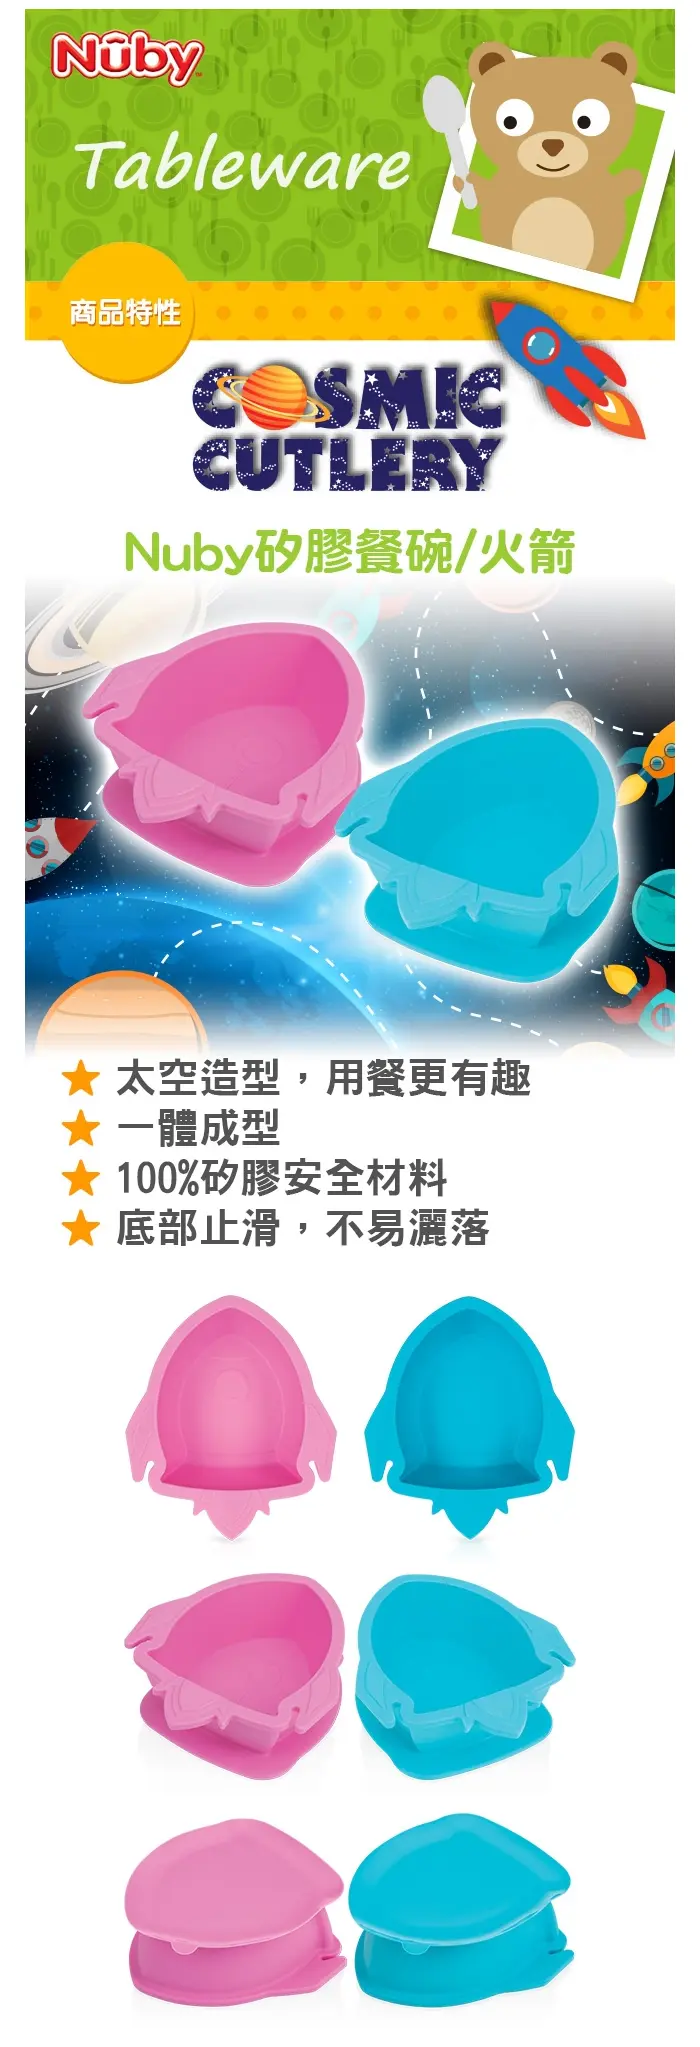 Nuby™
Tableware
商品特性
COSMIC
CUTLERY
Nuby矽膠餐碗/火箭
太空造型，用餐更有趣
一體成型
100%矽膠安全材料
底部止滑，不易灑落